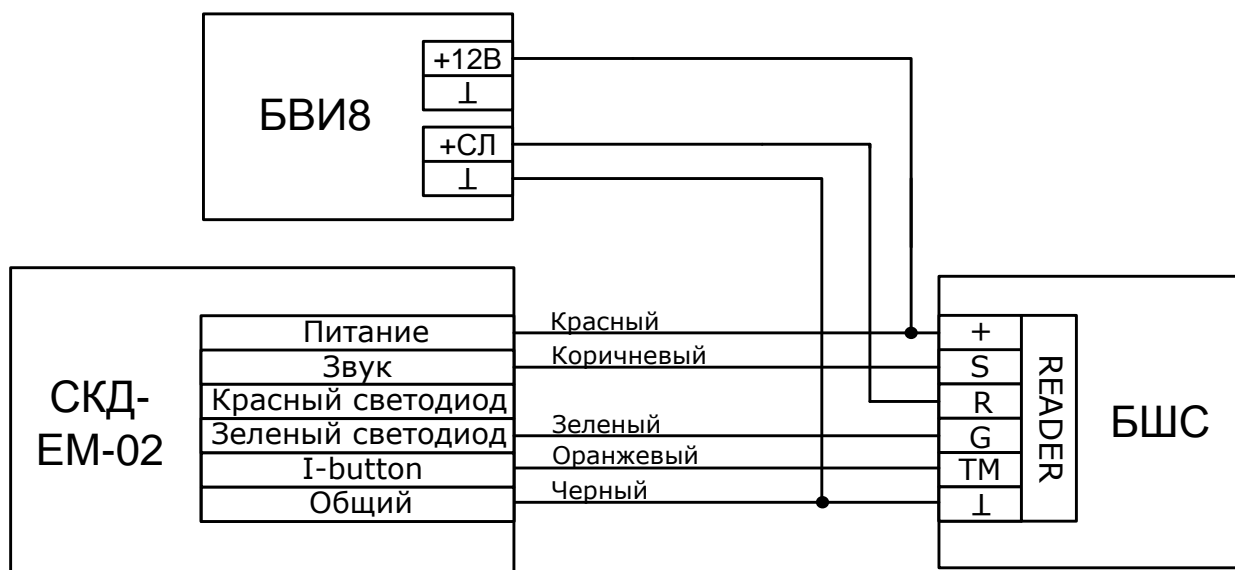 БВИ8
+12В
⊥
+СЛ
⊥
СКД-
ЕМ-02
Питание
Звук
Красный светодиод
Зеленый светодиод
I-button
Общий
Красный
Коричневый
Зеленый
Оранжевый
Черный
+
S
R
G
TM
⊥
READER
БШС